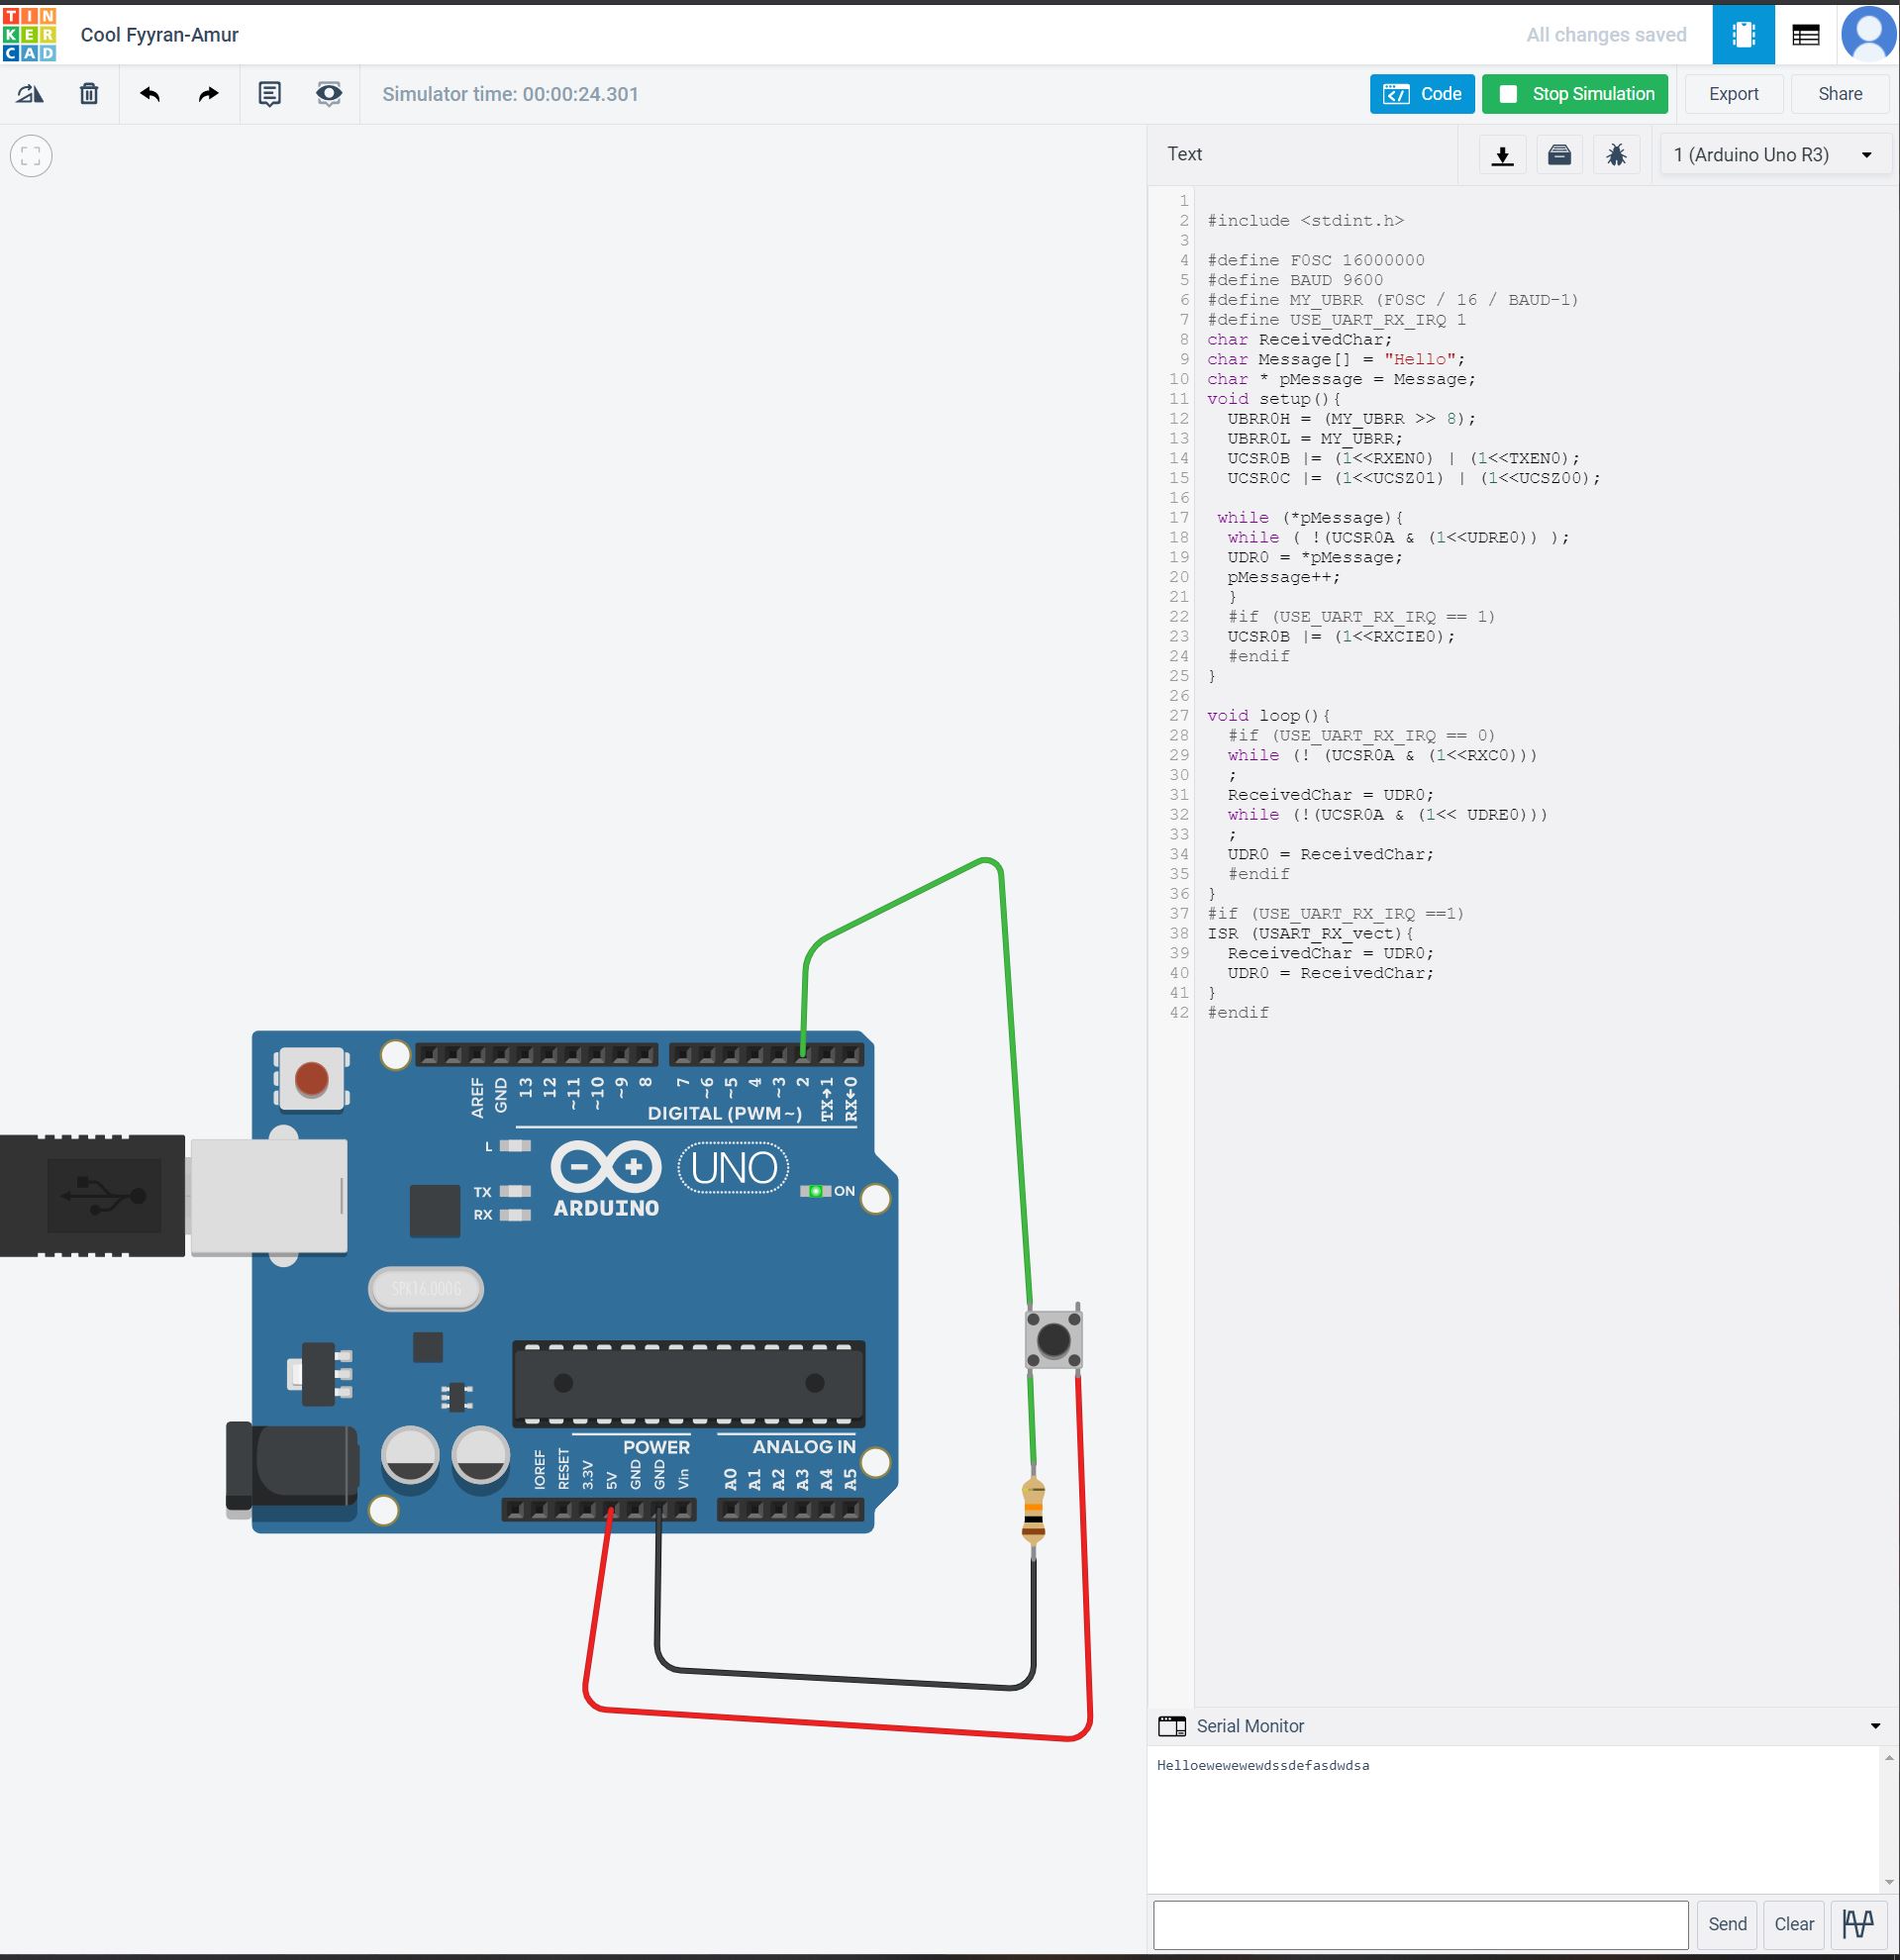 TIN
KER
CAD
Cool Fyyran-Amur
All changes saved
Simulator time: 00:00:24.301
Code
Stop Simulation
Export
Share
Text
1 (Arduino Uno R3)
1
2 #include <stdint.h>
3
4 #define F0SC 16000000
5 #define BAUD 9600
6 #define MY_UBRR (F0SC / 16 / BAUD-1)
7 #define USE_UART_RX_IRQ 1
8 char ReceivedChar;
9 char Message[] = "Hello";
10 char * pMessage = Message;
11 void setup(){
12 UBRR0H = (MY_UBRR >> 8);
13 UBRR0L = MY_UBRR;
14 UCSR0B |= (1<<RXEN0) | (1<<TXEN0);
15 UCSR0C |= (1<<UCSZ01) | (1<<UCSZ00);
16
17 while (*pMessage){
18 while ( !(UCSR0A & (1<<UDRE0)) );
19 UDR0 = *pMessage;
20 pMessage++;
21 }
22 #if (USE_UART_RX_IRQ == 1)
23 UCSR0B |= (1<<RXCIE0);
24 #endif
25 }
26
27 void loop(){
28 #if (USE_UART_RX_IRQ == 0)
29 while (! (UCSR0A & (1<<RXC0)))
30 ;
31 ReceivedChar = UDR0;
32 while (!(UCSR0A & (1<< UDRE0)))
33 ;
34 UDR0 = ReceivedChar;
35 #endif
36 }
37 #if (USE_UART_RX_IRQ ==1)
38 ISR (USART_RX_vect){
39 ReceivedChar = UDR0;
40 UDR0 = ReceivedChar;
41 }
42 #endif
AREF
GND
13
12
~11
~10
~9
8
7
~6
~5
4
~3
2
TX→1
RX←0
DIGITAL (PWM~)
L
TX
RX
ARDUINO
UNO
ON
SPK16.000G
POWER
ANALOG IN
IOREF
RESET
3.3V
5V
GND
GND
Vin
A0
A1
A2
A3
A4
A5
Serial Monitor
Helloewewewewdssdefasdwdsa
Send
Clear